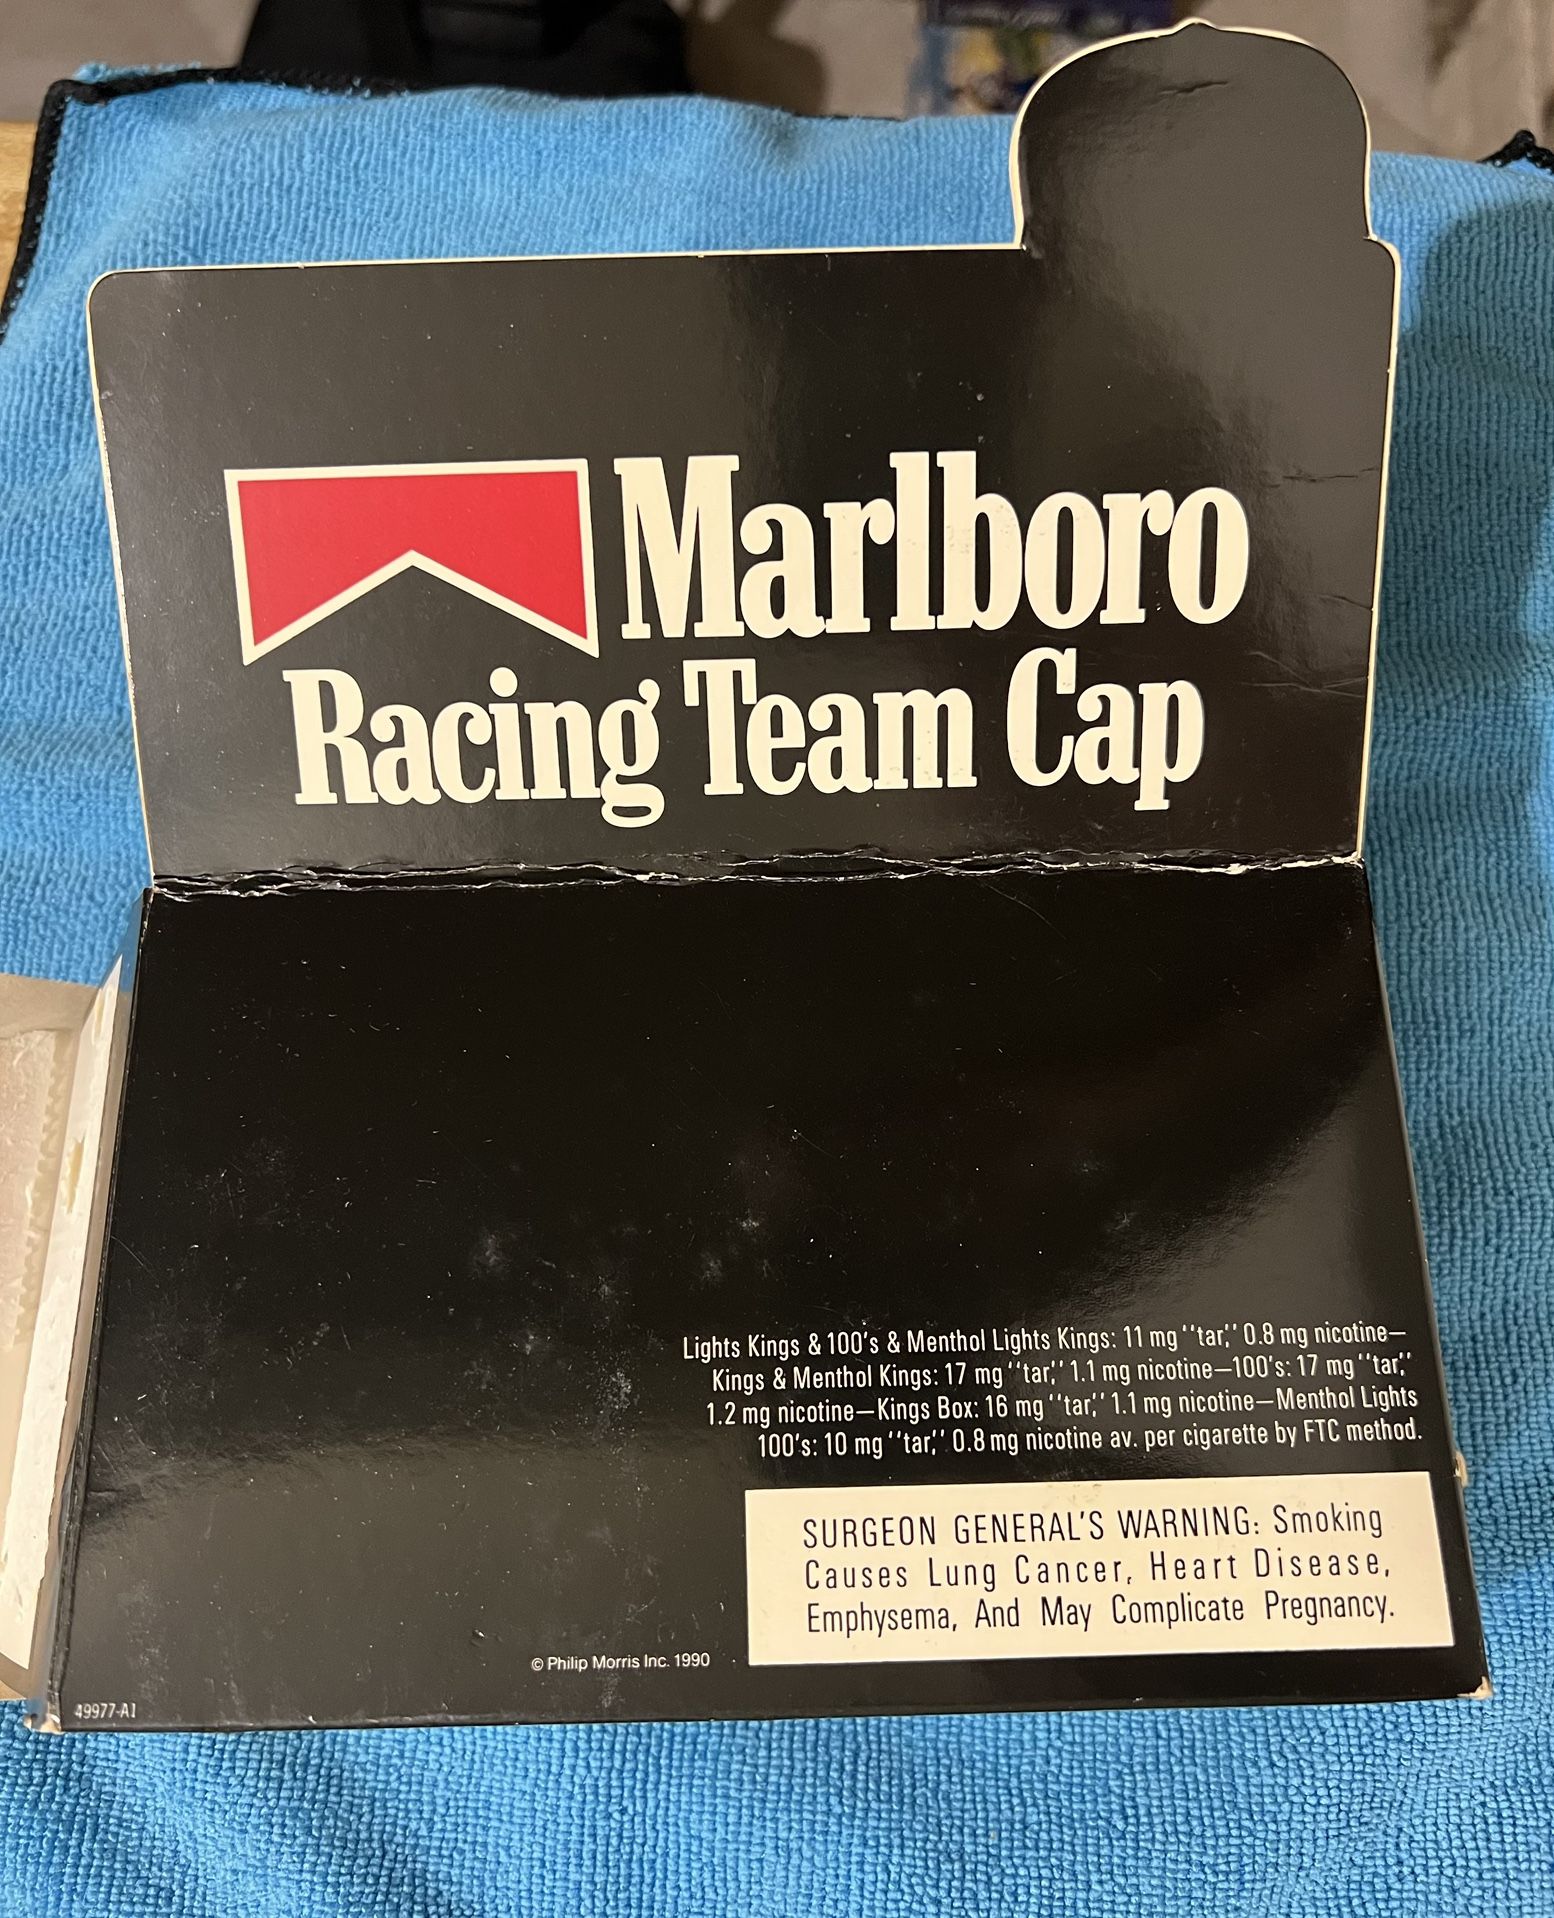 Marlboro
Racing Team Cap
Lights Kings & 100's & Menthol Lights Kings: 11 mg ''tar,'' 0.8 mg nicotine—
Kings & Menthol Kings: 17 mg ''tar,'' 1.1 mg nicotine—100's: 17 mg ''tar,''
1.2 mg nicotine—Kings Box: 16 mg ''tar,'' 1.1 mg nicotine—Menthol Lights
100's: 10 mg ''tar,'' 0.8 mg nicotine av. per cigarette by FTC method.
SURGEON GENERAL'S WARNING: Smoking
Causes Lung Cancer, Heart Disease,
Emphysema, And May Complicate Pregnancy.
© Philip Morris Inc. 1990
49977-A1